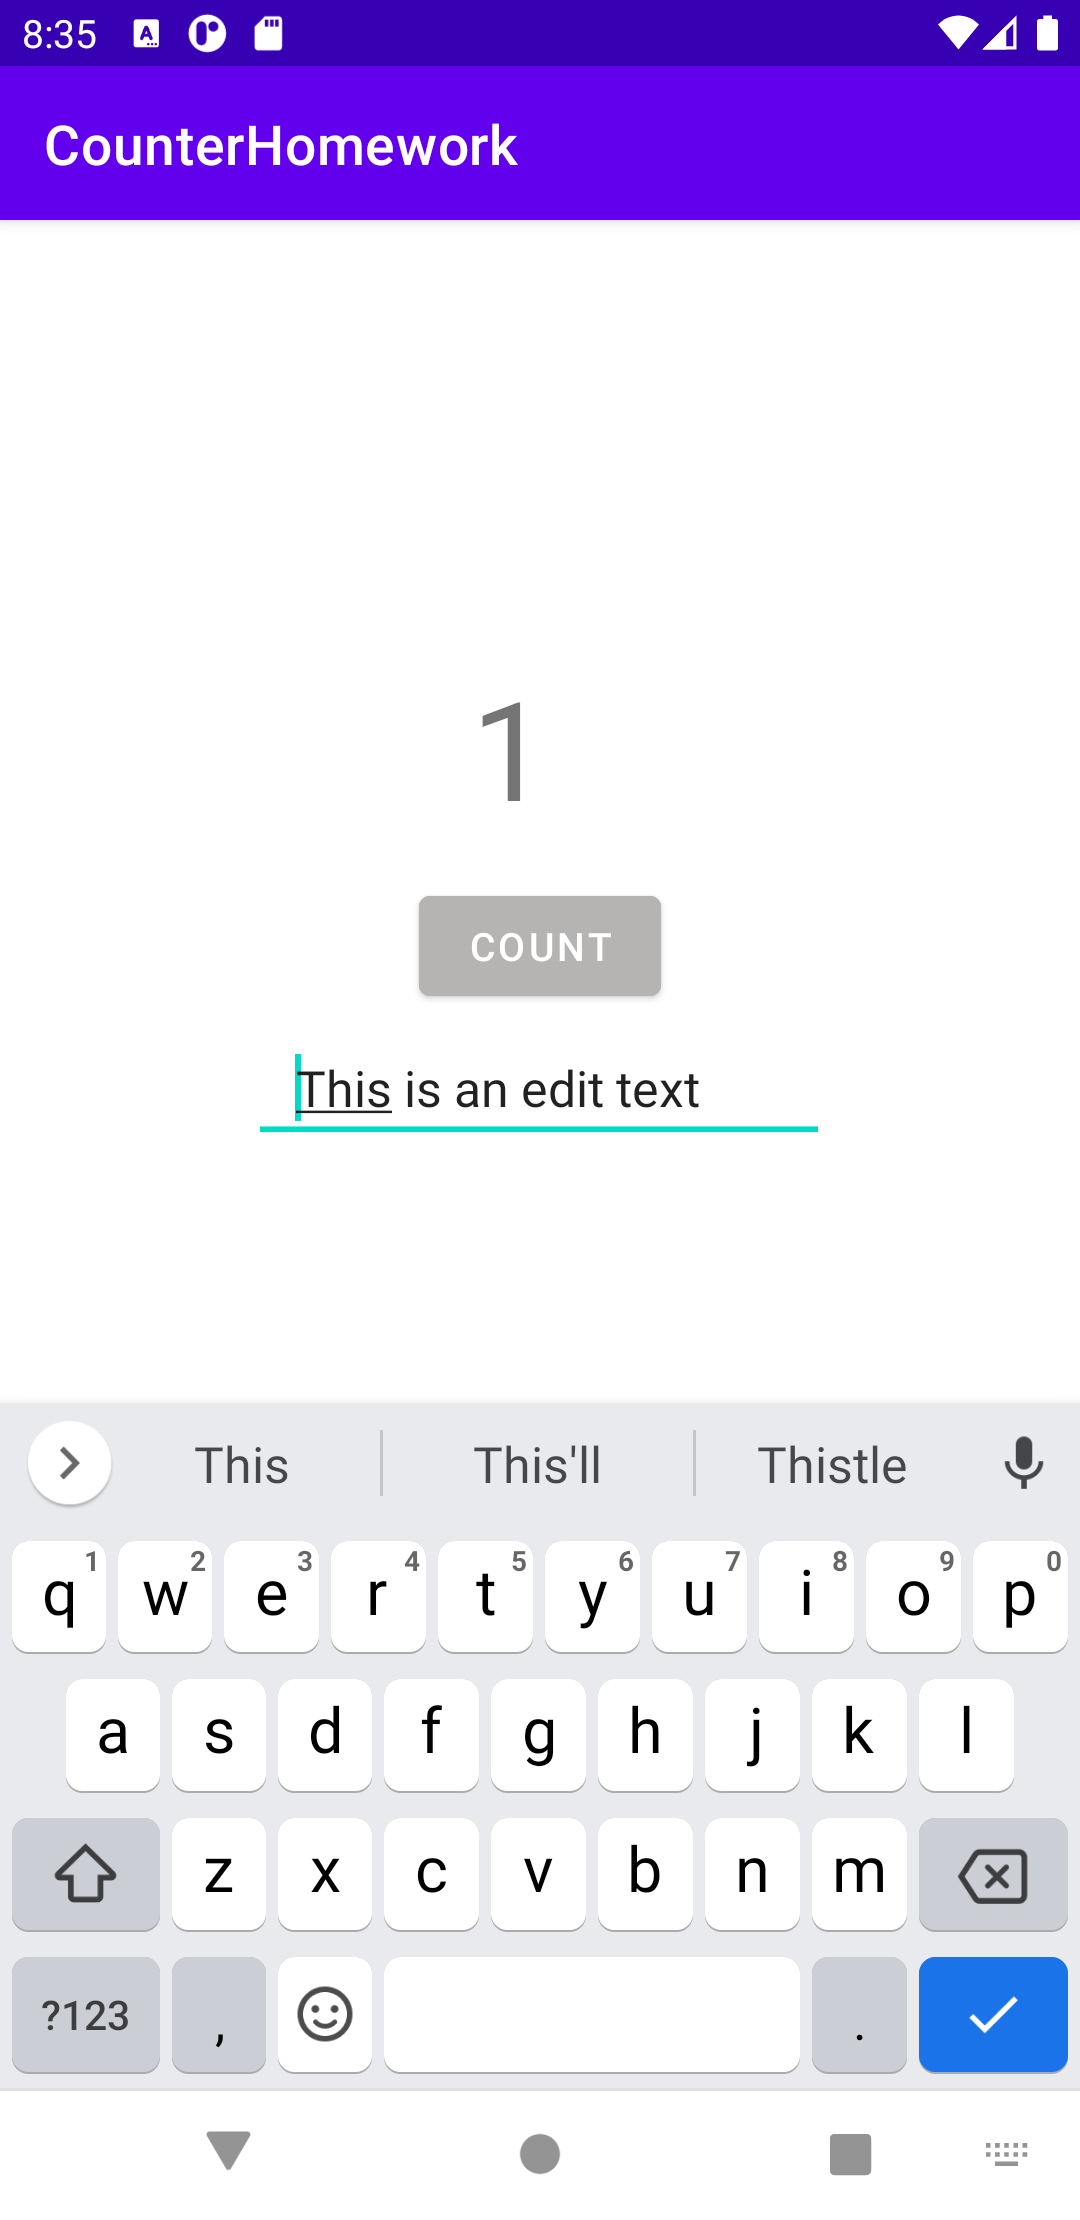 8:35
CounterHomework
1
COUNT
This is an edit text
This This'll Thistle
q 1 w 2 e 3 r 4 t 5 y 6 u 7 i 8 o 9 p 0
a s d f g h j k l
z x c v b n m
?123 , .